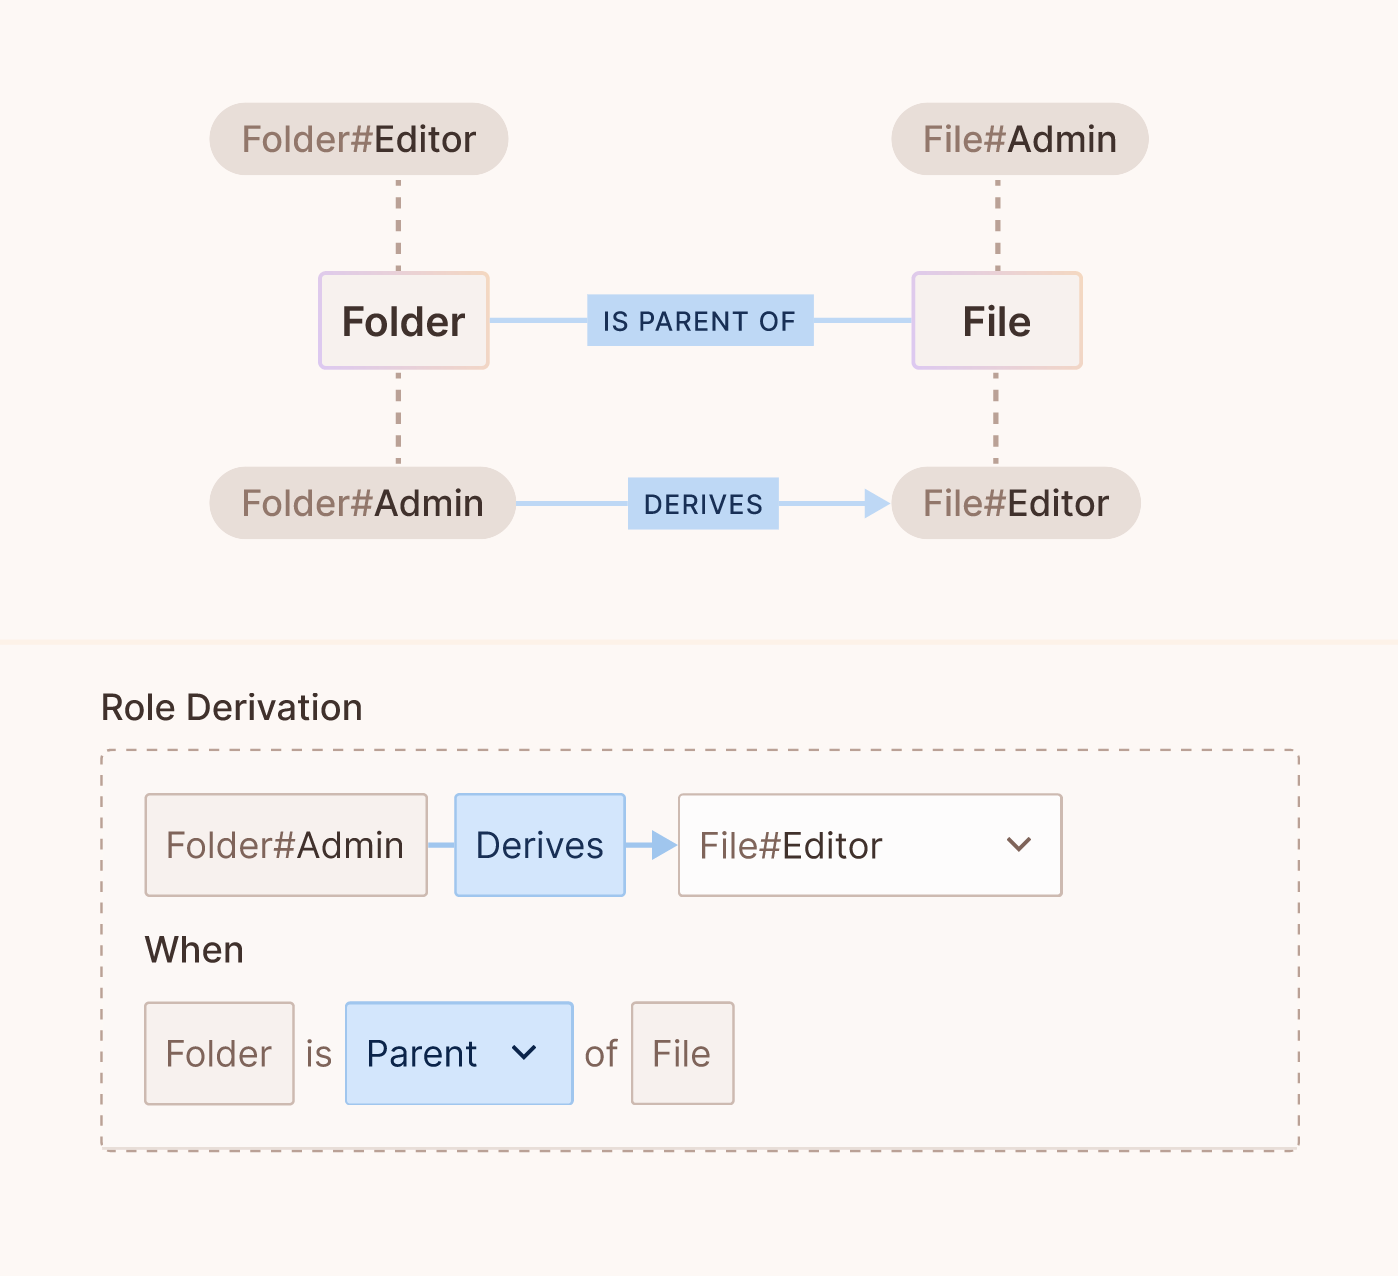 Folder#Editor
File#Admin
Folder
IS PARENT OF
File
Folder#Admin
DERIVES
File#Editor
Role Derivation
Folder#Admin
Derives
File#Editor
When
Folder is Parent of File